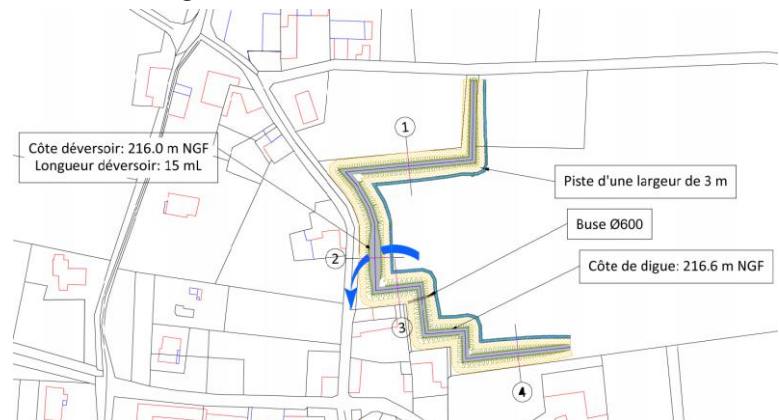 1
Côte déversoir: 216.0 m NGF
Longueur déversoir: 15 mL
Piste d'une largeur de 3 m
Buse Ø600
2
Côte de digue: 216.6 m NGF
3
4